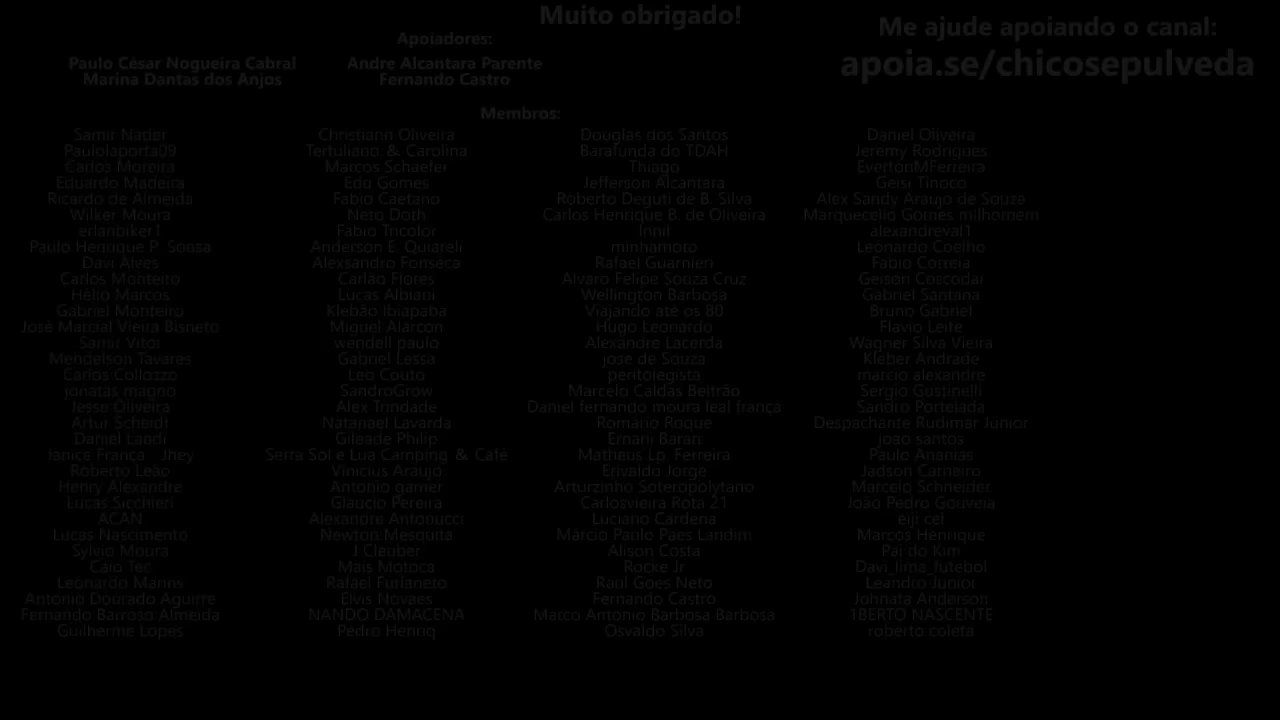 Muito obrigado!
Me ajude apoiando o canal:
apoia.se/chicosepulveda
Apoiadores:
Paulo César Nogueira Cabral
Marina Dantas dos Anjos
Andre Alcantara Parente
Fernando Castro
Membros:
Samir Nader
Paulolaporta09
Carlos Moreira
Eduardo Madeira
Ricardo de Almeida
Wilker Moura
erlanbiker1
Paulo Henrique P. Sousa
Davi Alves
Carlos Monteiro
Hélio Marcos
Gabriel Monteiro
José Marcial Vieira Bisneto
Samir Vitor
Mendelson Tavares
Carlos Collozzo
jonatas magno
Jesse Oliveira
Artur Scherdt
Daniel Landi
Janice França Jhey
Roberto Leão
Henry Alexandre
Lucas Sicchieri
ACAN
Lucas Nascimento
Sylvio Moura
Caio Tec
Leonardo Marins
Antonio Dourado Aguirre
Fernando Barroso Almeida
Guilherme Lopes
Christiann Oliveira
Tertuliano & Carolina
Marcos Schaefer
Edu Gomes
Fabio Caetano
Neto Doth
Fabio Tricolor
Anderson E. Quiareli
Alexsandro Fonseca
Carlão Flores
Lucas Albiani
Klebão Ibiapaba
Miguel Alarcon
wendell paulo
Gabriel Lessa
Leo Couto
SandroGrow
Alex Trindade
Natanael Lavarda
Gileade Philip
Serra Sol e Lua Camping & Café
Vinicius Araujo
Antonio gamer
Glaucio Pereira
Alexandre Antonucci
Newton Mesquita
J Cleuber
Mais Motoca
Rafael Furlaneto
Elvis Novaes
NANDO DAMACENA
Pedro Henriq
Douglas dos Santos
Barafunda do TDAH
Thiago
Jefferson Alcantara
Roberto Deguti de B. Silva
Carlos Henrique B. de Oliveira
minhamoto
Rafael Guarnieri
Alvaro Felipe Souza Cruz
Wellington Barbosa
Viajando até os 80
Hugo Leonardo
Alexandre Lacerda
jose de Souza
peritolegista
Marcelo Caldas Beltrão
Daniel fernando moura leal frança
Romário Roque
Ernani Baran
Matheus Lp. Ferreira
Erivaldo Jorge
Arturzinho Soteropolytano
Carlosvieira Rota 21
Luciano Cardena
Márcio Paulo Paes Landim
Alison Costa
Rocke Jr
Raul Goes Neto
Fernando Castro
Marco Antonio Barbosa Barbosa
Osvaldo Silva
Daniel Oliveira
Jeremy Rodrigues
EvertonMFerreira
Geisi Tinoco
Alex Sandy Araujo de Souza
Marquecelio Gomes milhomem
alexandreval1
Leonardo Coelho
Fabio Correia
Gerson Coscodai
Gabriel Santana
Bruno Gabriel
Flavio Leite
Wagner Silva Vieira
Kleber Andrade
marcio alexandre
Sergio Gustinelli
Sandro Portelada
Despachante Rudimar Junior
joao santos
Paulo Ananias
Jadson Carneiro
Marcelo Schneider
João Pedro Gouveia
eiji cel
Marcos Henrique
Pai do Kim
Davi_lima_futebol
Leandro Junior
Johnata Anderson
1BERTO NASCENTE
roberto coleta